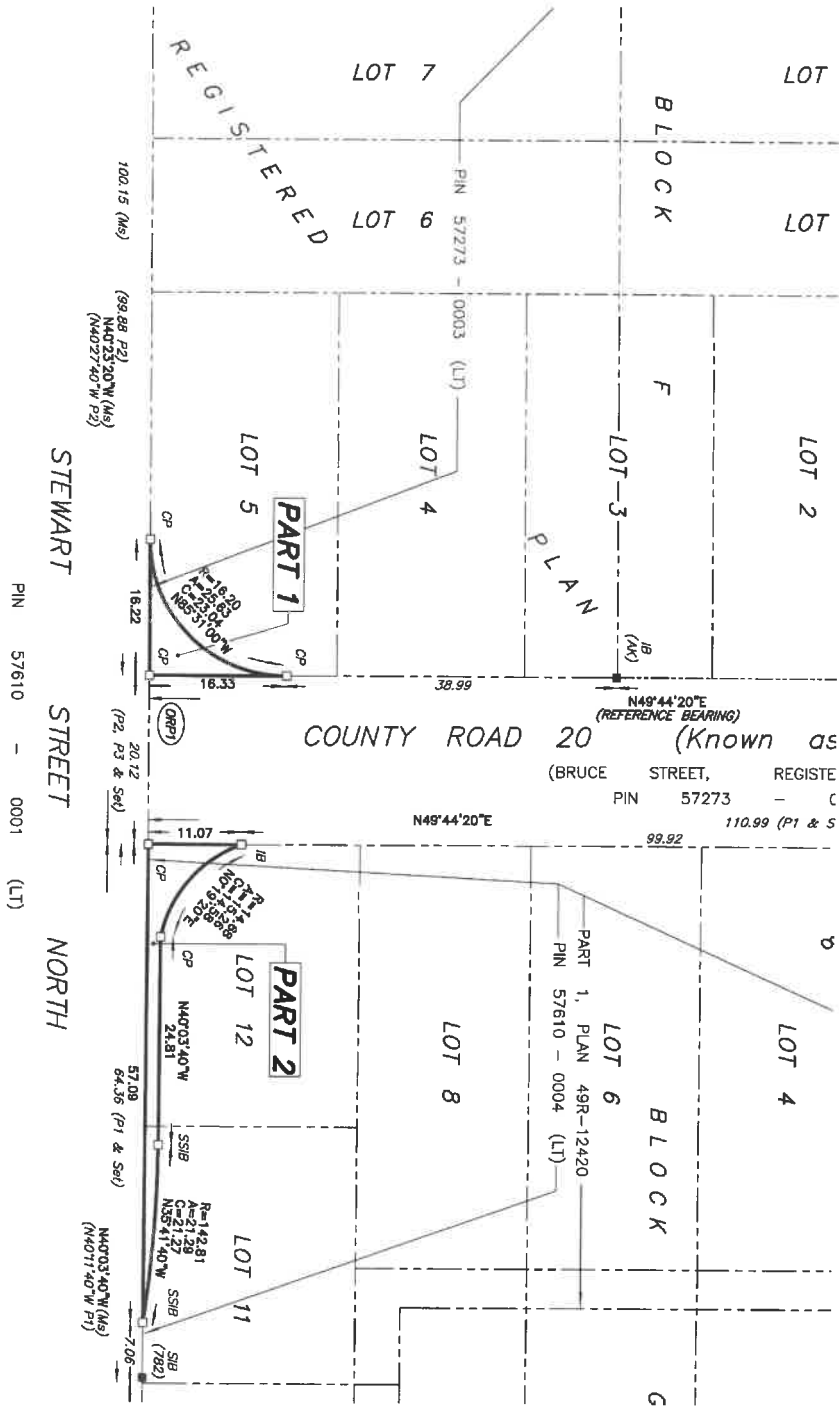 LOT 7
LOT
REGISTERED
BLOCK
PIN 57273 - 0003 (LT)
LOT 6
LOT
100.15 (Ms)
(99.88 P2)
N40°23'20"W (Ms)
(N40°27'40"W P2)
F
LOT 5
LOT 4
LOT 3
LOT 2
PLAN
PART 1
CP
R=16.20
A=25.63
C=23.04
N85°31'00"W
16.22
CP
CP
16.33
38.99
IB
(AK)
N49°44'20"E
(REFERENCE BEARING)
ORP1
COUNTY ROAD 20 (Known as
(BRUCE STREET, REGISTE
PIN 57273 -
110.99 (P1 & S
20.12
(P2, P3 & Set)
N49°44'20"E
99.92
11.07
IB
CP
CP
PART 2
LOT 12
LOT 8
LOT 6
LOT 4
PART 1, PLAN 49R-12420
PIN 57610 - 0004 (LT)
BLOCK
G
N40°03'40"W
24.81
57.09
64.36 (P1 & Set)
SSIB
R=142.81
A=21.29
C=21.27
N35°41'40"W
LOT 11
SSIB
SIB
(782)
N40°03'40"W (Ms)
(N40°11'40"W P1)
7.06
STEWART STREET NORTH
PIN 57610 - 0001 (LT)